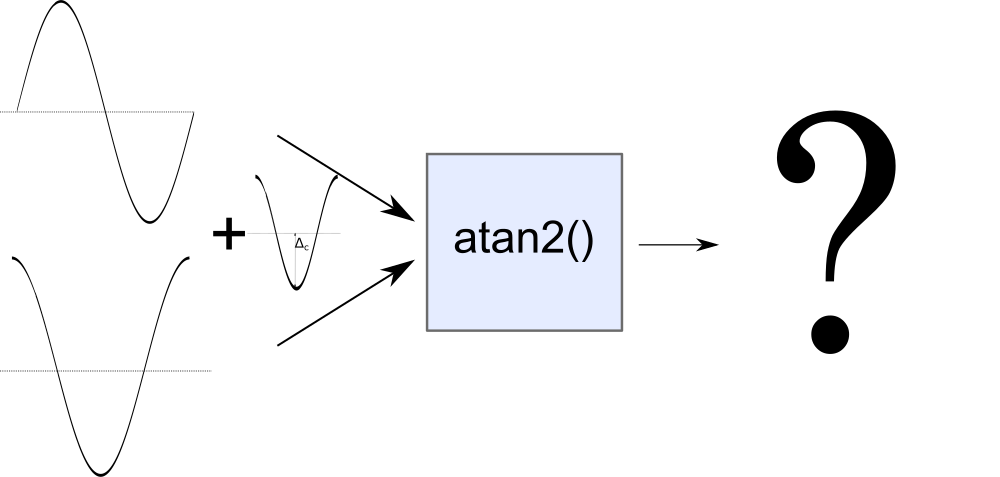 +
Δc
atan2()
?